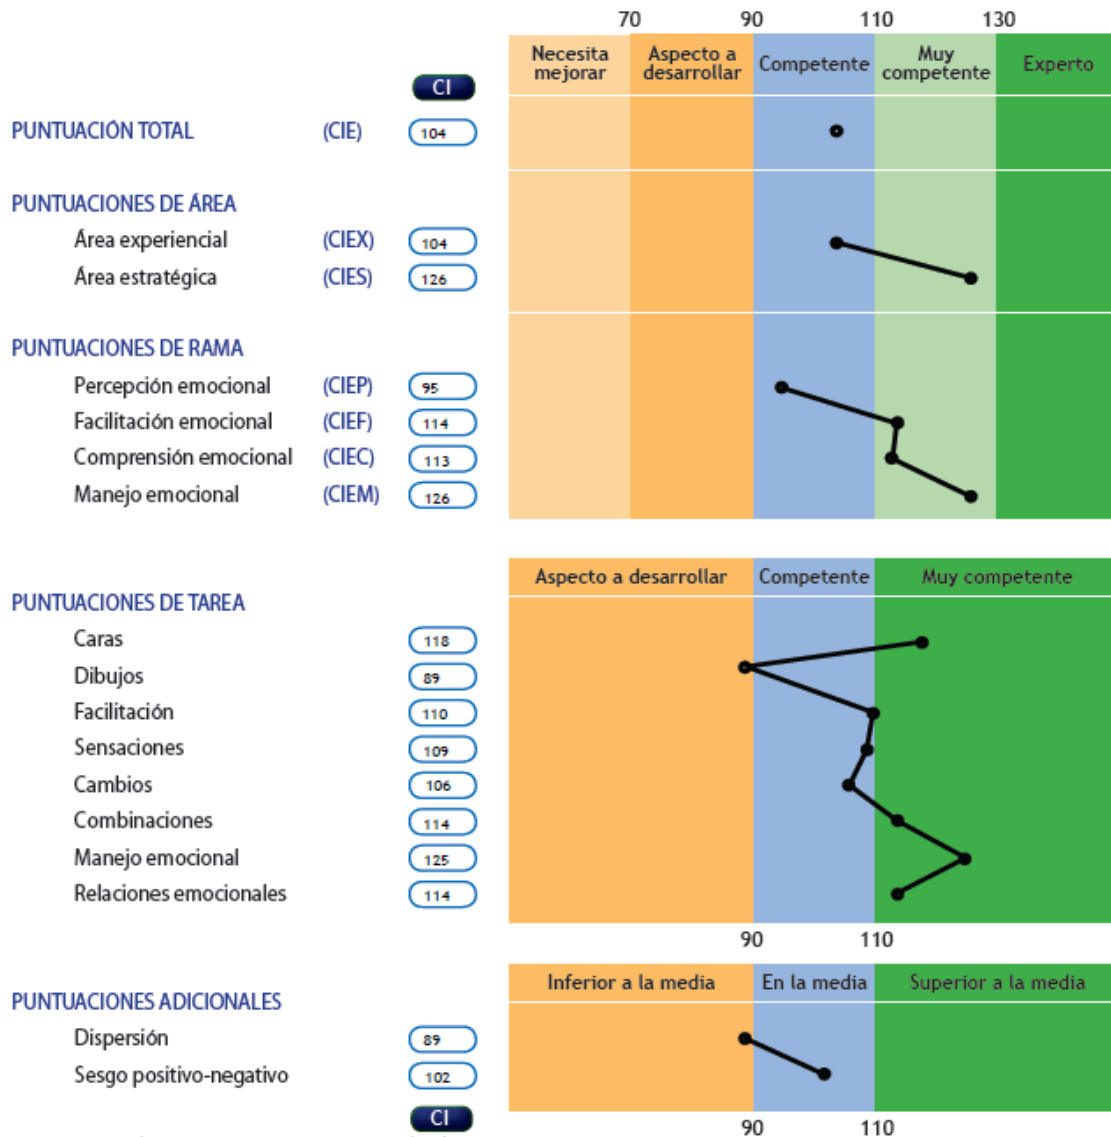 70 90 110 130
Necesita mejorar Aspecto a desarrollar Competente Muy competente Experto
CI
PUNTUACIÓN TOTAL (CIE) 104
PUNTUACIONES DE ÁREA
Área experiencial (CIEX) 104
Área estratégica (CIES) 126
PUNTUACIONES DE RAMA
Percepción emocional (CIEP) 95
Facilitación emocional (CIEF) 114
Comprensión emocional (CIEC) 113
Manejo emocional (CIEM) 126
Aspecto a desarrollar Competente Muy competente
PUNTUACIONES DE TAREA
Caras 118
Dibujos 89
Facilitación 110
Sensaciones 109
Cambios 106
Combinaciones 114
Manejo emocional 125
Relaciones emocionales 114
90 110
Inferior a la media En la media Superior a la media
PUNTUACIONES ADICIONALES
Dispersión 89
Sesgo positivo-negativo 102
CI
90 110